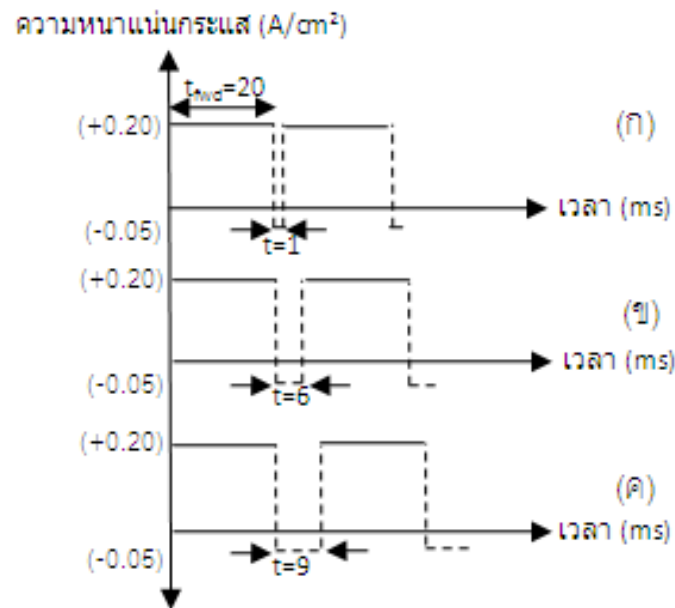 ความหนาแน่นกระแส (A/cm²)
t_fwd=20
(+0.20)
(ก)
เวลา (ms)
(-0.05)
t=1
(+0.20)
(ข)
เวลา (ms)
(-0.05)
t=6
(+0.20)
(ค)
เวลา (ms)
(-0.05)
t=9